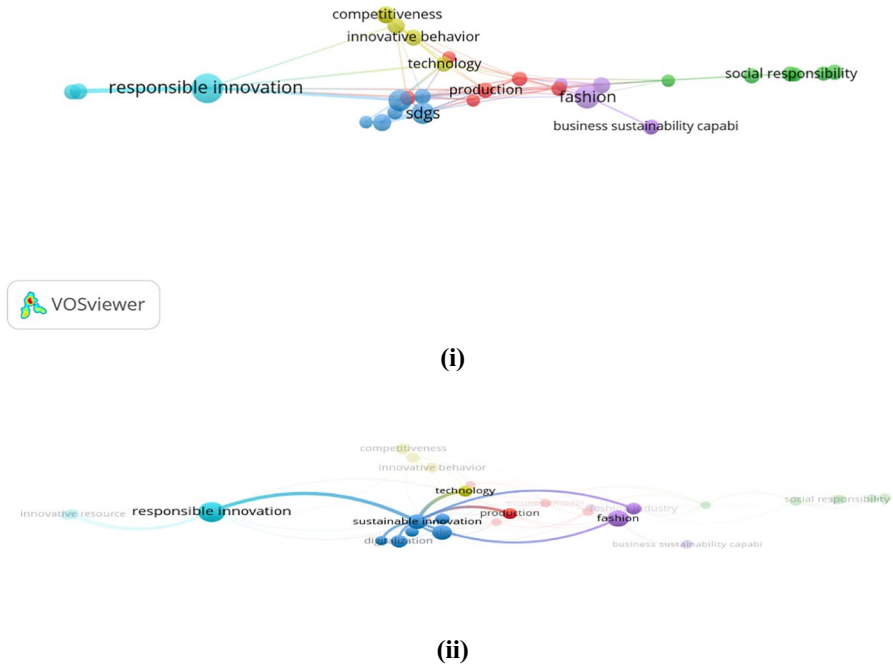 competitiveness
innovative behavior
technology
responsible innovation
production
social responsibility
fashion
sdgs
business sustainability capabi
VOSviewer
(i)
competitiveness
innovative behavior
technology
innovative resource
responsible innovation
production
social responsibility
sustainable innovation
fashion
digitalization
business sustainability capabi
(ii)